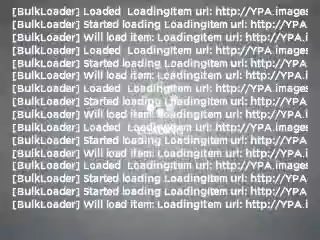 [BulkLoader] Loaded  LoadingItem url: http://YPA.images
[BulkLoader] Started loading LoadingItem url: http://YPA
[BulkLoader] Will load item: LoadingItem url: http://YPA.i
[BulkLoader] Loaded  LoadingItem url: http://YPA.images
[BulkLoader] Started loading LoadingItem url: http://YPA
[BulkLoader] Will load item: LoadingItem url: http://YPA.i
[BulkLoader] Loaded  LoadingItem url: http://YPA.images
[BulkLoader] Started loading LoadingItem url: http://YPA
[BulkLoader] Will load item: LoadingItem url: http://YPA.i
[BulkLoader] Loaded  LoadingItem url: http://YPA.images
[BulkLoader] Started loading LoadingItem url: http://YPA
[BulkLoader] Will load item: LoadingItem url: http://YPA.i
[BulkLoader] Loaded  LoadingItem url: http://YPA.images
[BulkLoader] Started loading LoadingItem url: http://YPA
[BulkLoader] Started loading LoadingItem url: http://YPA
[BulkLoader] Will load item: LoadingItem url: http://YPA.i